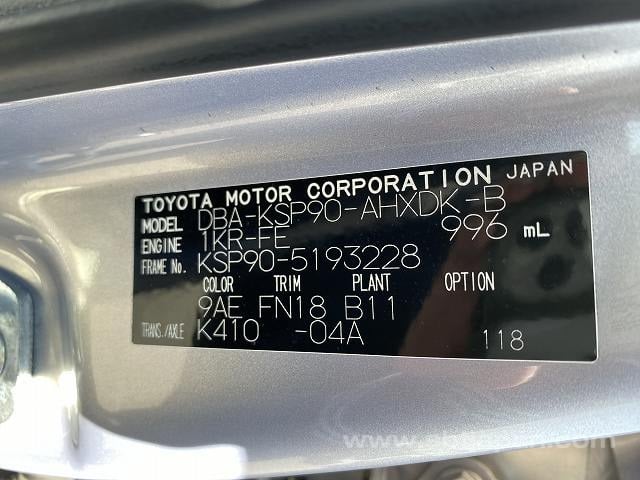 TOYOTA MOTOR CORPORATION JAPAN
MODEL DBA-KSP90-AHXDK-B
ENGINE 1KR-FE 996 mL
FRAME No. KSP90-5193228
COLOR TRIM PLANT OPTION
9AE FN18 B11
TRANS./AXLE K410 -04A
118